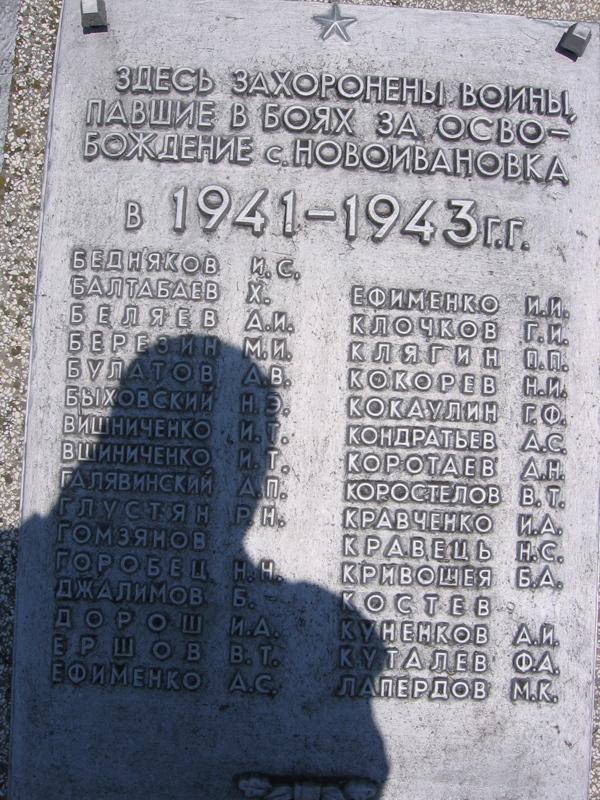 ЗДЕСЬ ЗАХОРОНЕНЫ ВОИНЫ,
ПАВШИЕ В БОЯХ ЗА ОСВО-
БОЖДЕНИЕ с. НОВОИВАНОВКА
В 1941-1943 г.г.
БЕДНЯКОВ И.С.
БАЛТАБАЕВ Х.
БЕЛЯЕВ А.И.
БЕРЕЗИН М.И.
БУЛАТОВ А.В.
БЫХОВСКИЙ Н.Э.
ВИШНИЧЕНКО И.Т.
ВШИНИЧЕНКО И.Т.
ГАЛЯВИНСКИЙ А.П.
ГЛУСТЯН Р.Н.
ГОМЗЯНОВ
ГОРОБЕЦ Н.Н.
ДЖАЛИМОВ Б.
ДОРОШ И.А.
ЕРШОВ В.Т.
ЕФИМЕНКО А.С.
ЕФИМЕНКО И.И.
КЛОЧКОВ Г.И.
КЛЯГИН П.П.
КОКОРЕВ Н.И.
КОКАУЛИН Г.Ф.
КОНДРАТЬЕВ А.С.
КОРОТАЕВ А.Н.
КОРОСТЕЛОВ В.Т.
КРАВЧЕНКО И.А.
КРАВЕЦЬ Н.С.
КРИВОШЕЯ Б.А.
КОСТЕВ
КУНЕНКОВ А.И.
КУТАЛЕВ Ф.А.
ЛАПЕРДОВ М.К.